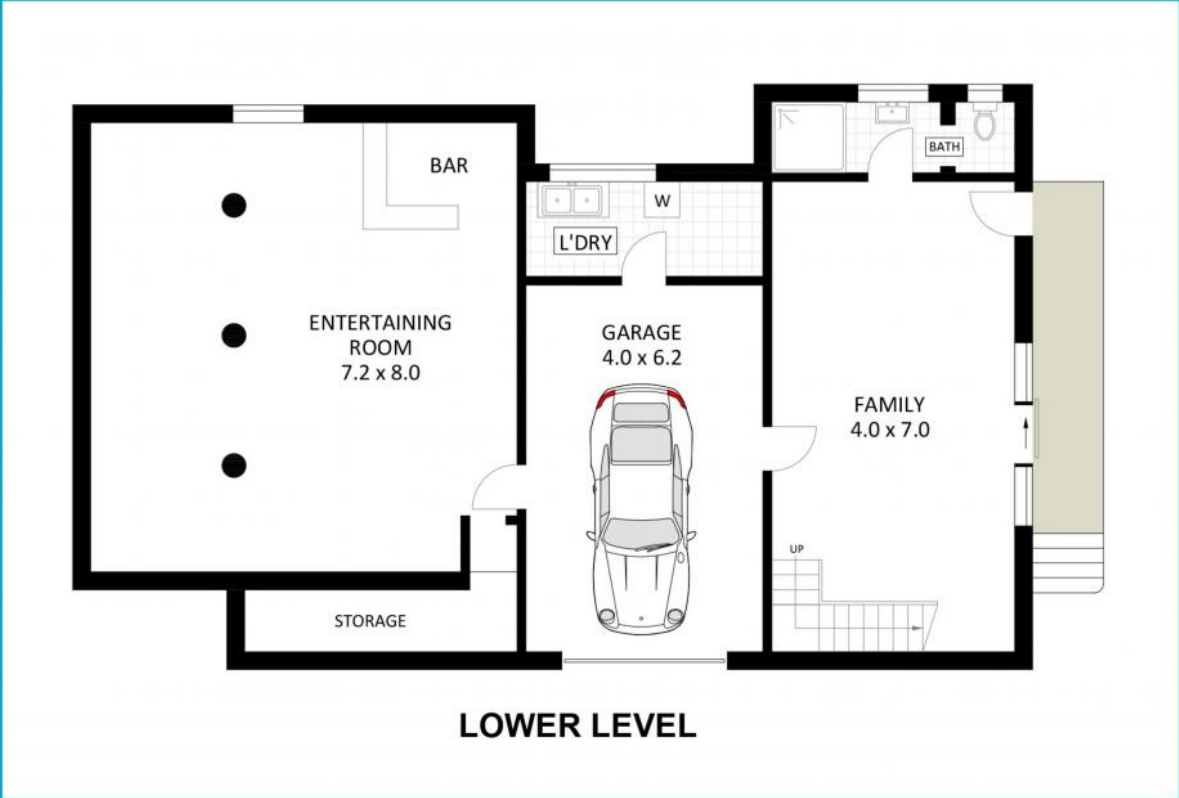 BATH
BAR
W
L'DRY
ENTERTAINING
ROOM
7.2 x 8.0
GARAGE
4.0 x 6.2
FAMILY
4.0 x 7.0
UP
STORAGE
LOWER LEVEL